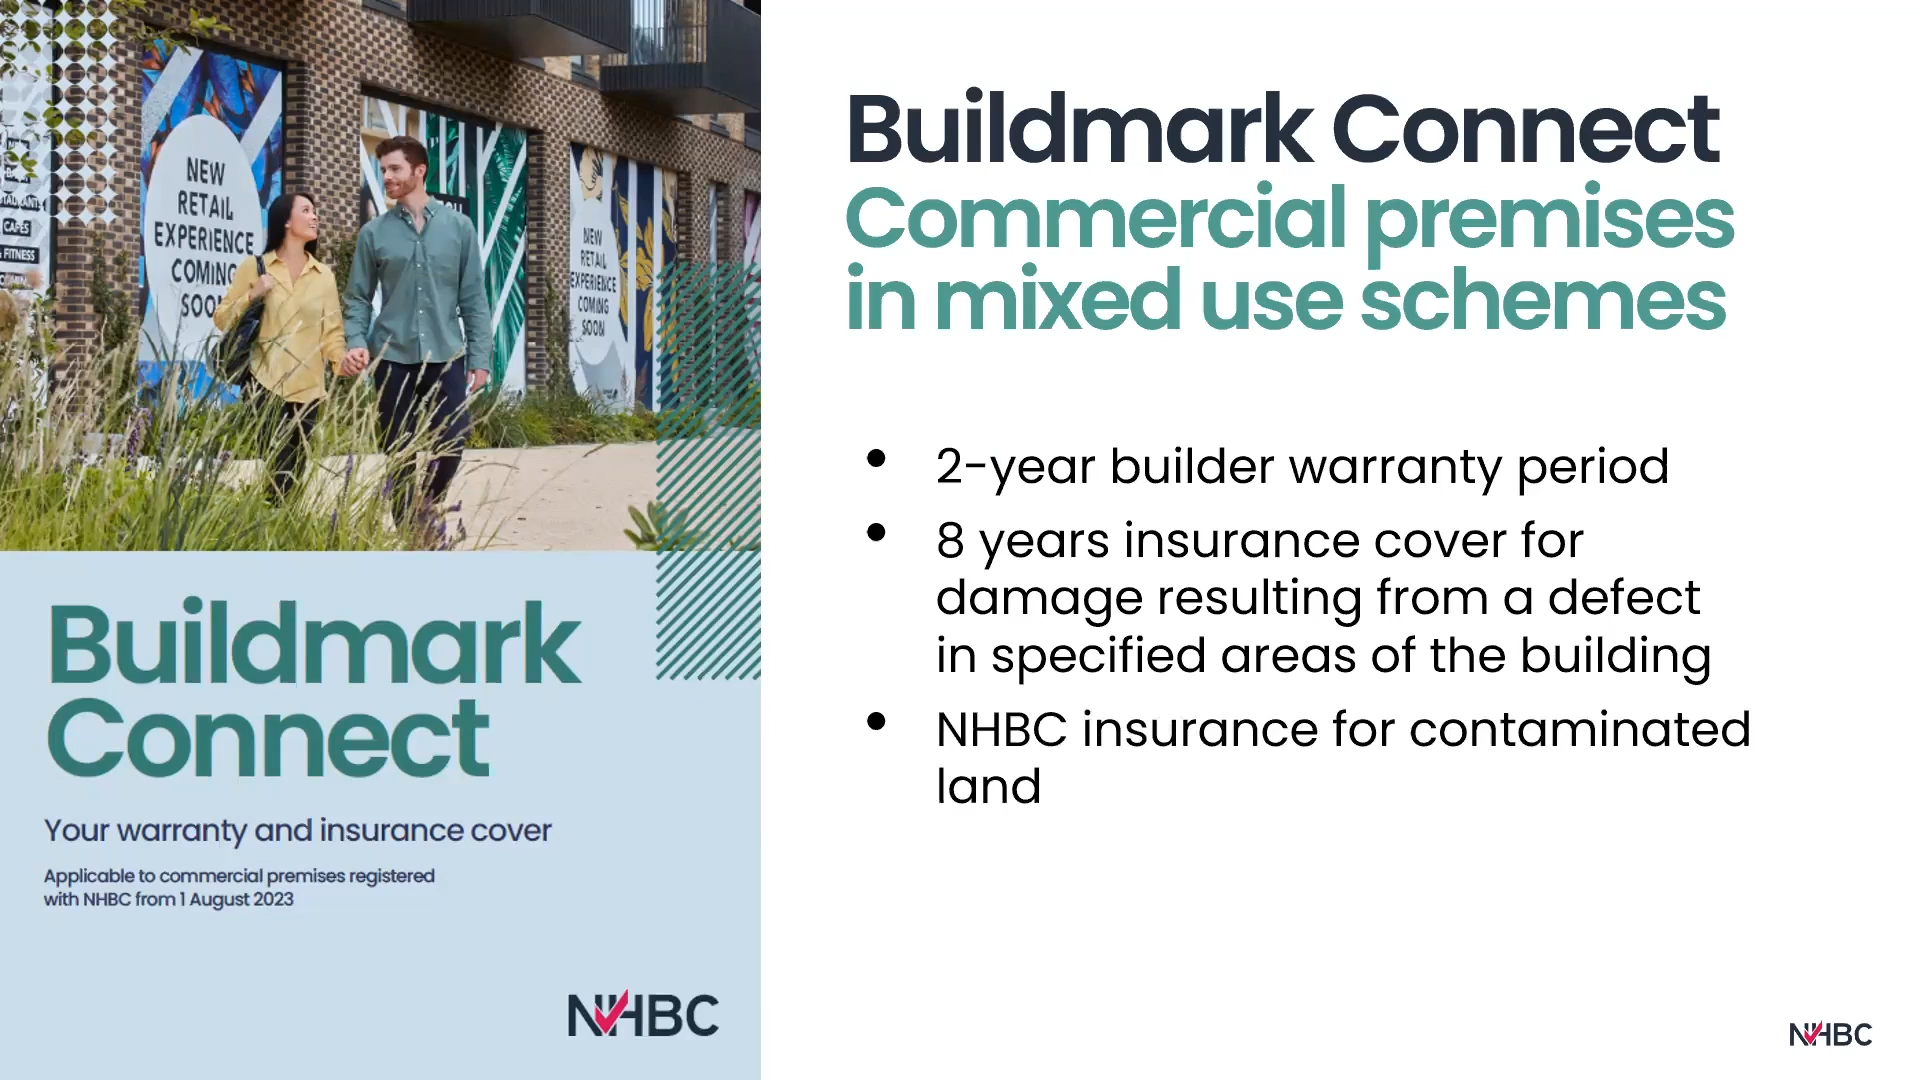 NEW
RETAIL
EXPERIENCE
COMING
CAFES
& FITNESS
NEW
RETAIL
EXPERIENCE
COMING
SOON
Buildmark
Connect
Your warranty and insurance cover
Applicable to commercial premises registered
with NHBC from 1 August 2023
NHBC
Buildmark Connect
Commercial premises
in mixed use schemes
• 2-year builder warranty period
• 8 years insurance cover for
damage resulting from a defect
in specified areas of the building
• NHBC insurance for contaminated
land
NHBC